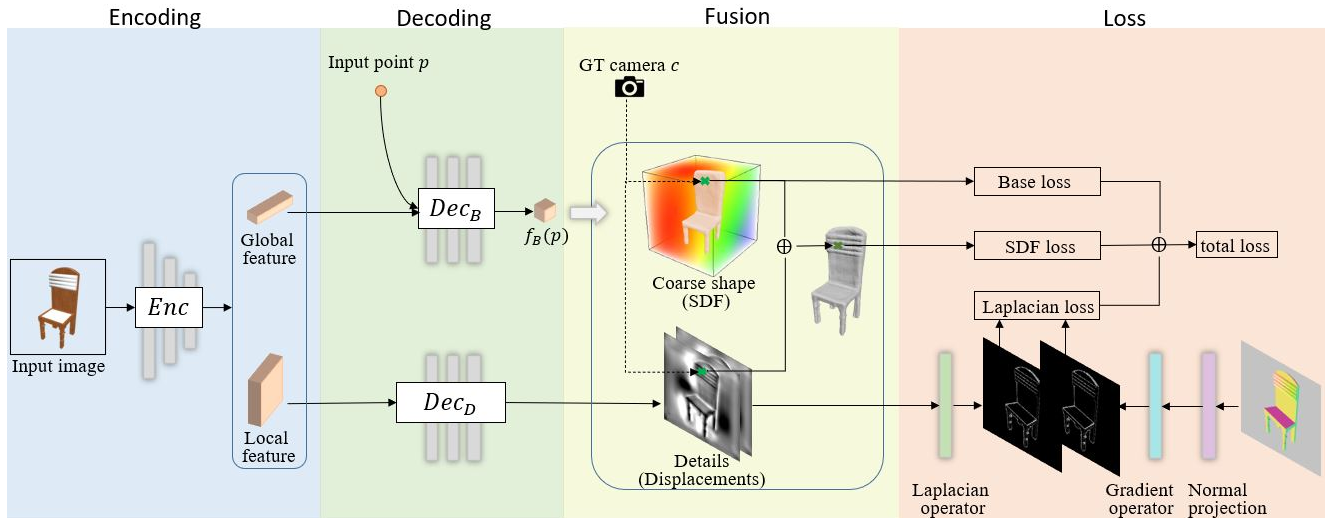 Encoding
Decoding
Fusion
Loss
Input point p
GT camera c
Dec_B
f_B(p)
Global
feature
Enc
Input image
Local
feature
Dec_D
Coarse shape
(SDF)
Details
(Displacements)
Base loss
SDF loss
total loss
Laplacian loss
Laplacian
operator
Gradient
operator
Normal
projection